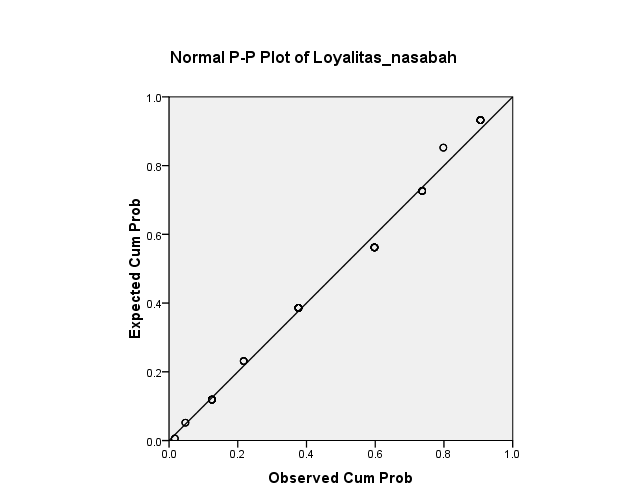 Normal P-P Plot of Loyalitas_nasabah
Expected Cum Prob
1.0
0.8
0.6
0.4
0.2
0.0
0.0 0.2 0.4 0.6 0.8 1.0
Observed Cum Prob